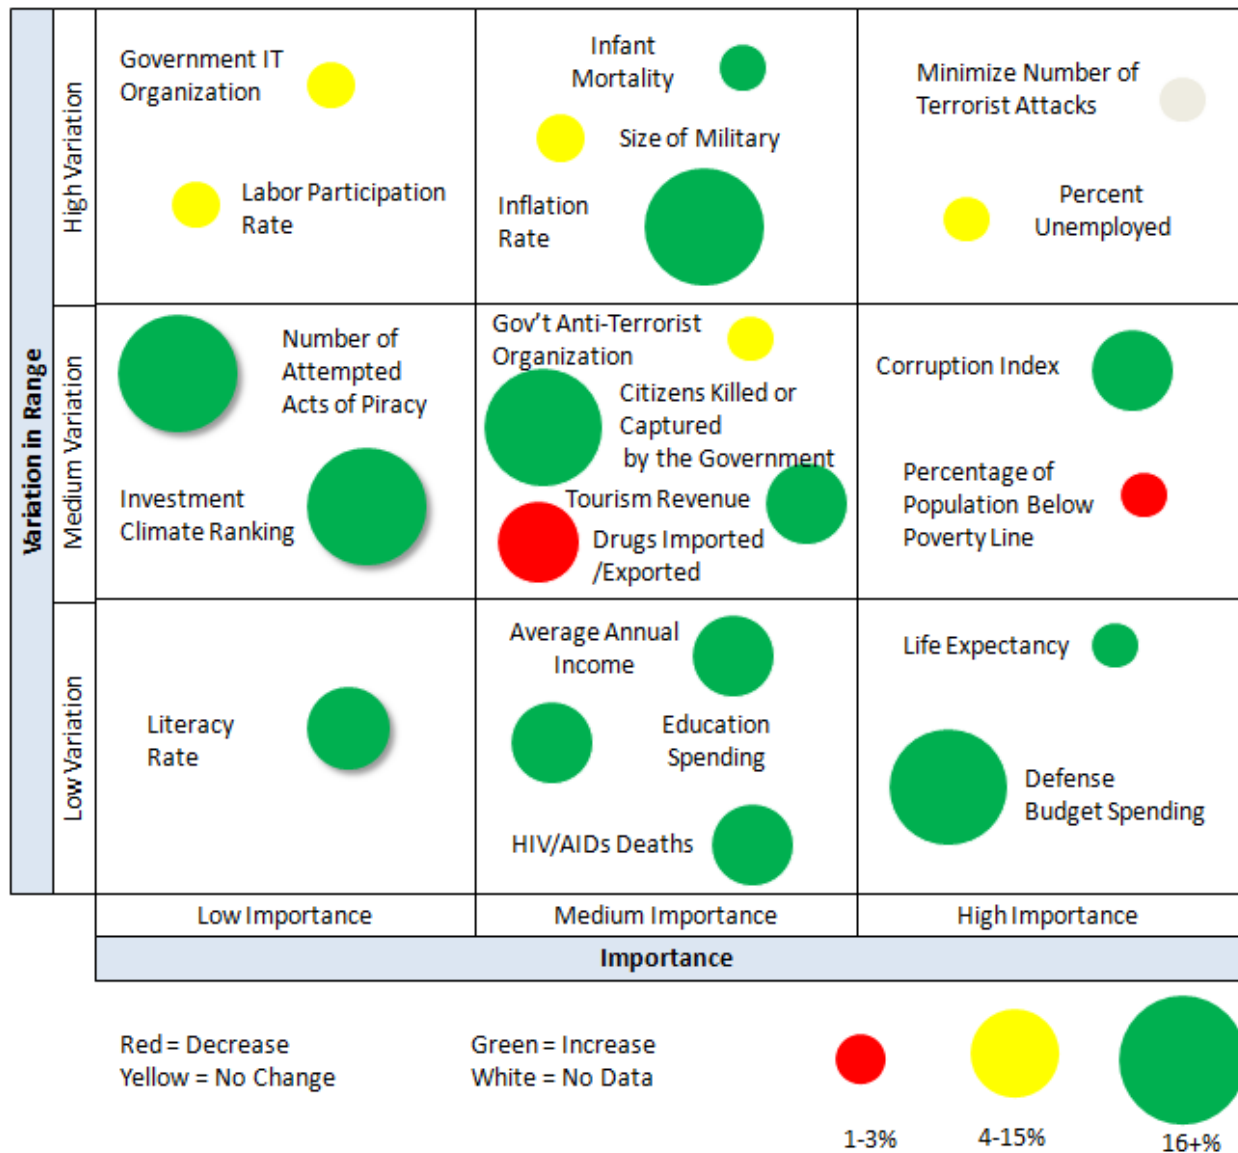 Variation in Range
High Variation
Government IT
Organization
Labor Participation
Rate
Infant
Mortality
Size of Military
Inflation
Rate
Minimize Number of
Terrorist Attacks
Percent
Unemployed
Medium Variation
Number of
Attempted
Acts of Piracy
Investment
Climate Ranking
Gov't Anti-Terrorist
Organization
Citizens Killed or
Captured
by the Government
Tourism Revenue
Drugs Imported
/Exported
Corruption Index
Percentage of
Population Below
Poverty Line
Low Variation
Literacy
Rate
Average Annual
Income
Education
Spending
HIV/AIDs Deaths
Life Expectancy
Defense
Budget Spending
Low Importance
Medium Importance
High Importance
Importance
Red = Decrease
Yellow = No Change
Green = Increase
White = No Data
1-3%
4-15%
16+%